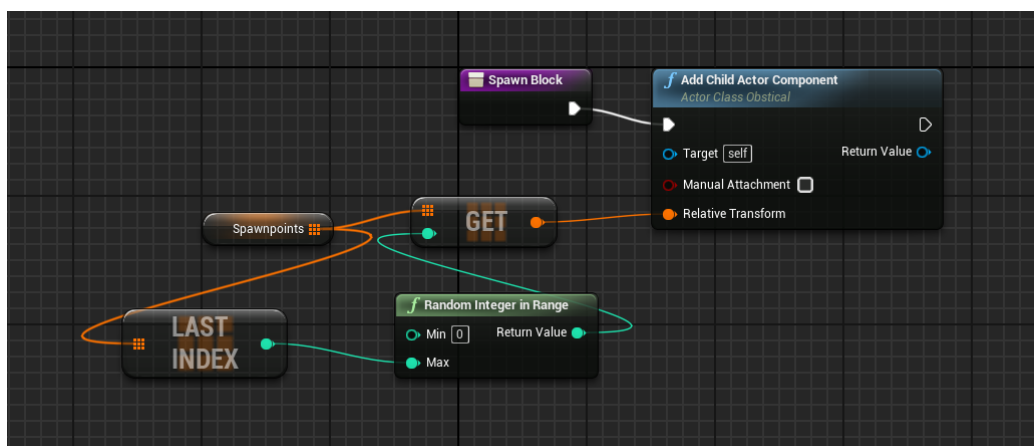 Spawn Block
Add Child Actor Component
Actor Class Obstical
Target self
Return Value
Manual Attachment
Relative Transform
Spawnpoints
GET
Random Integer in Range
Min 0
Return Value
Max
LAST
INDEX